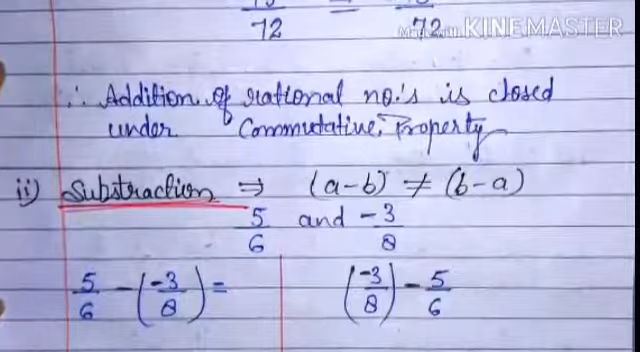 72 = 72
∴ Addition of rational no.'s is closed
under Commutative Property
ii) Substraction ⇒ (a-b) ≠ (b-a)
5/6 and -3/8
5/6 - (-3/8) = (-3/8) - 5/6
KINEMASTER